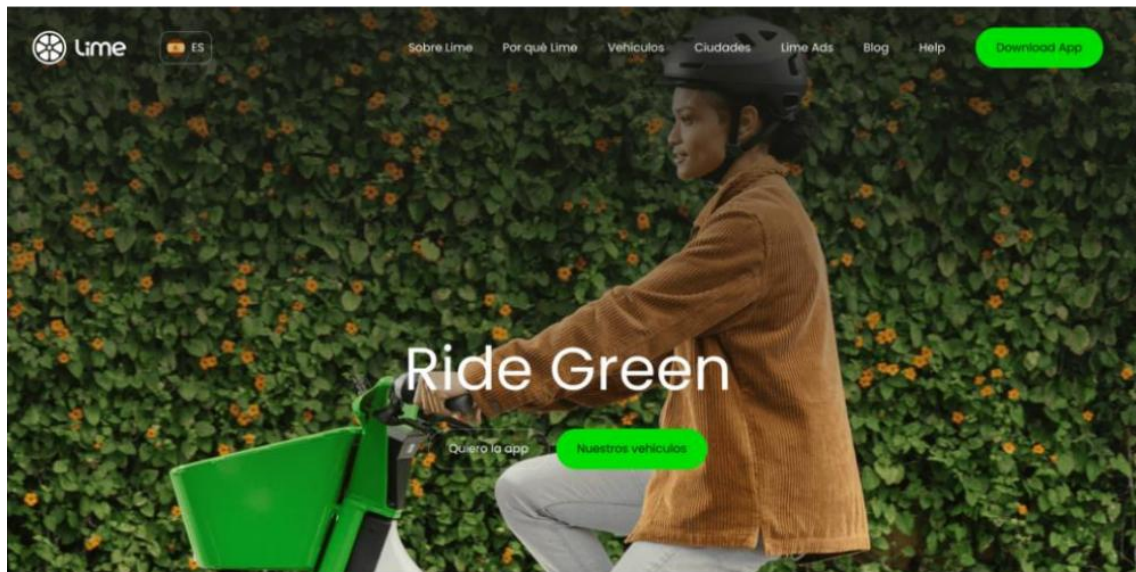 Lime
ES
Sobre Lime
Por qué Lime
Vehículos
Ciudades
Lime Ads
Blog
Help
Download App
Ride Green
Quiero la app
Nuestros vehículos